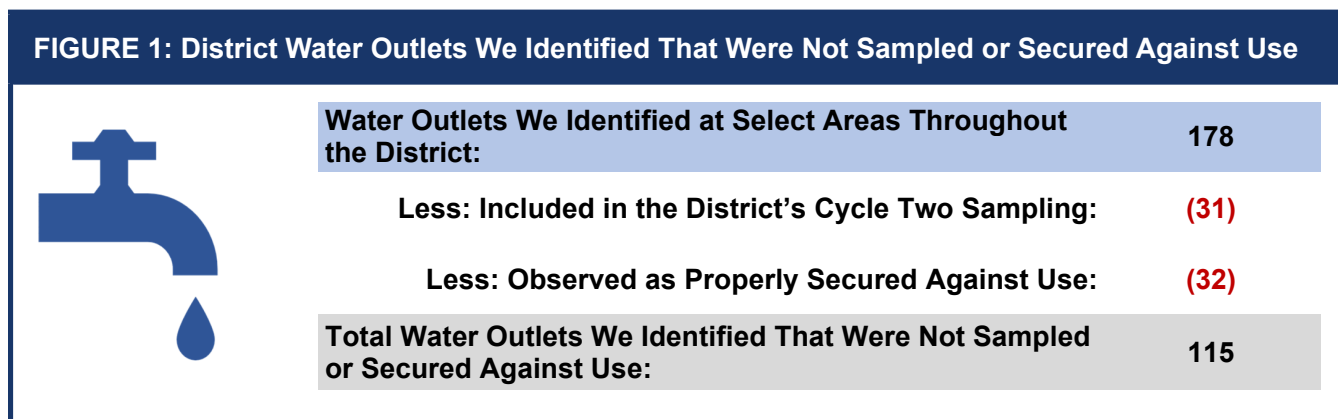 FIGURE 1: District Water Outlets We Identified That Were Not Sampled or Secured Against Use
Water Outlets We Identified at Select Areas Throughout
the District:
178
Less: Included in the District’s Cycle Two Sampling:
(31)
Less: Observed as Properly Secured Against Use:
(32)
Total Water Outlets We Identified That Were Not Sampled
or Secured Against Use:
115